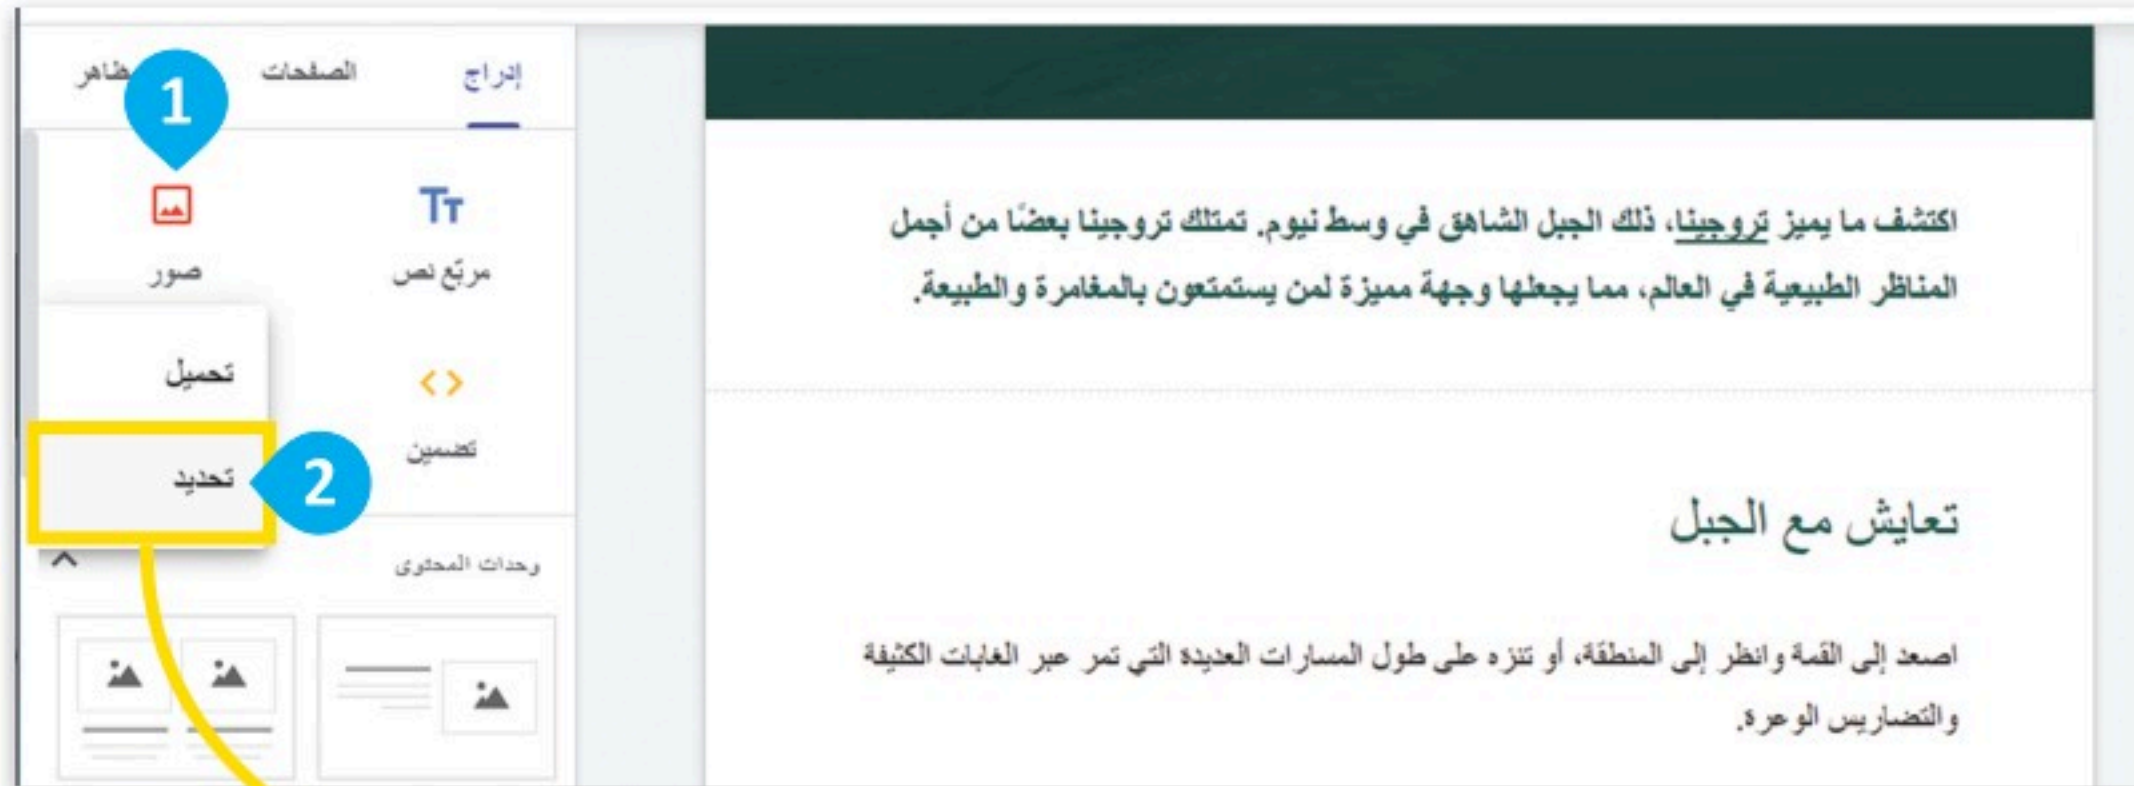 إدراج
الصفحات
1
مربّع نص
صور
تحميل
تضمين
تحديد
2
وحدات المحتوى
اكتشف ما يميز تروجينا، ذلك الجبل الشاهق في وسط نيوم. تمتلك تروجينا بعضًا من أجمل
المناظر الطبيعية في العالم، مما يجعلها وجهة مميزة لمن يستمتعون بالمغامرة والطبيعة.
تعايش مع الجبل
اصعد إلى القمة وانظر إلى المنطقة، أو تنزه على طول المسارات العديدة التي تمر عبر الغابات الكثيفة
والتضاريس الوعرة.